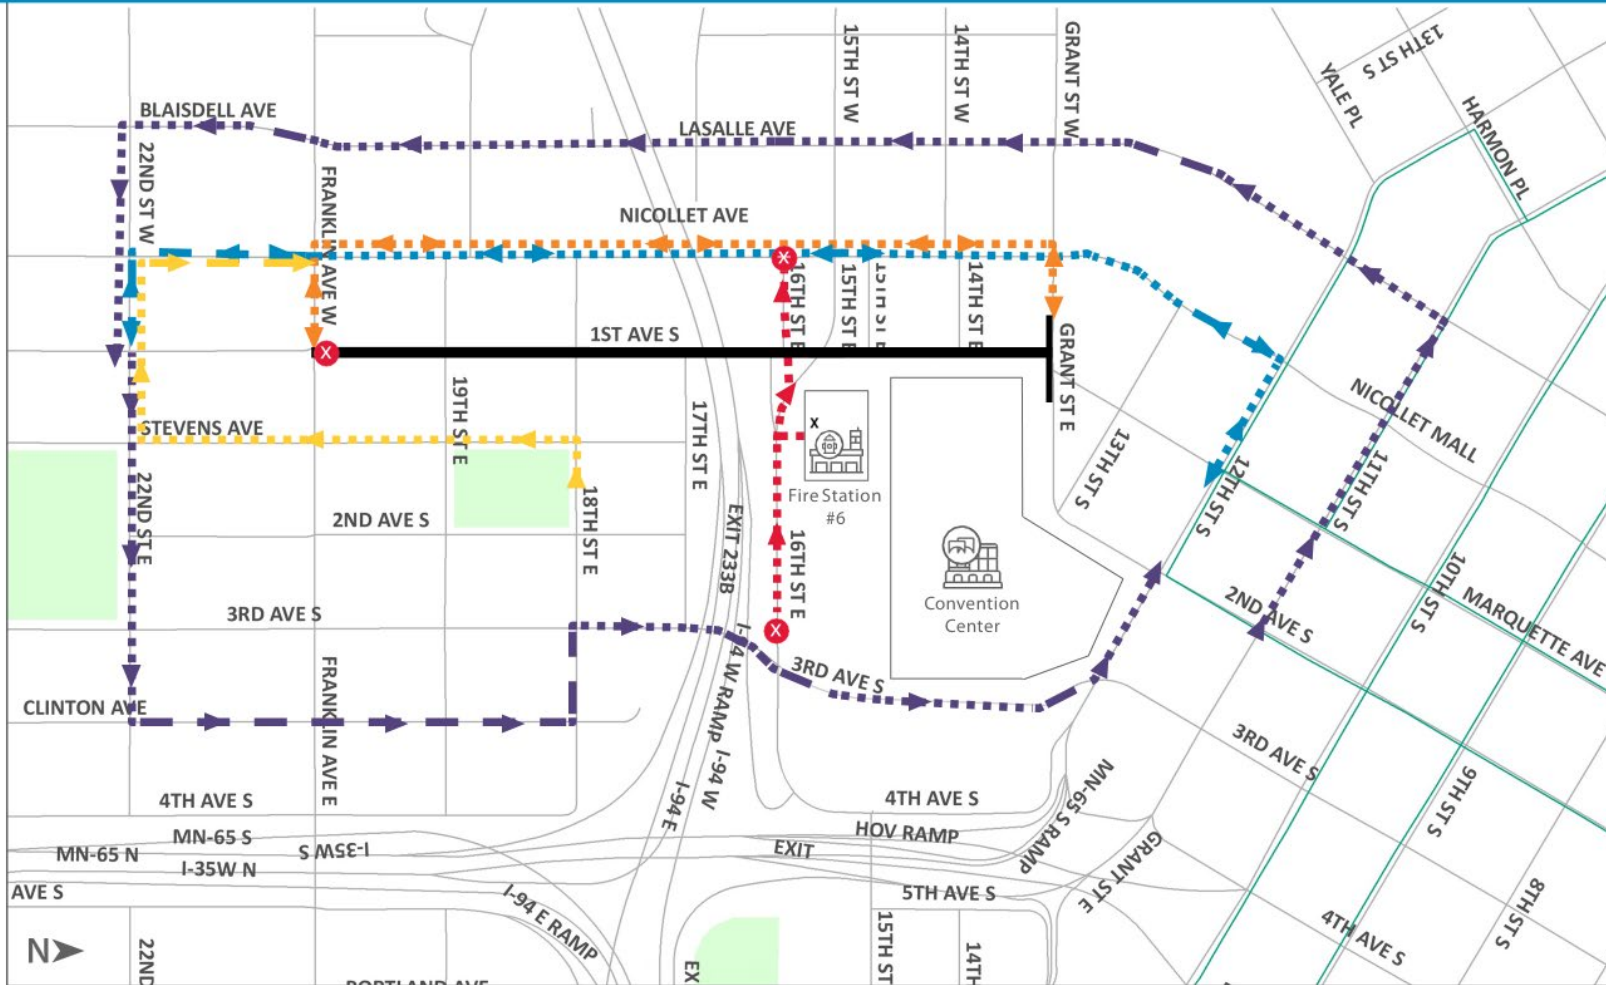 15TH ST W
14TH ST W
GRANT ST W
13TH ST S
YALE PL
HARMON PL
BLAISDELL AVE
LASALLE AVE
22ND ST W
FRANKLIN AVE W
NICOLLET AVE
16TH ST E
15TH ST E
15TH ST E
14TH ST E
1ST AVE S
GRANT ST E
19TH ST E
17TH ST E
STEVENS AVE
NICOLLET MALL
X
X
Fire Station
#6
13TH ST S
12TH ST S
11TH ST S
22ND ST E
18TH ST E
2ND AVE S
EXIT 233B
16TH ST E
Convention
Center
10TH ST S
2ND AVE S
MARQUETTE AVE
3RD AVE S
X
I-94 W RAMP
3RD AVE S
FRANKLIN AVE E
CLINTON AVE
I-94 W
I-94 E
3RD AVE S
MN-65 S RAMP
9TH ST S
4TH AVE S
4TH AVE S
MN-65 S
HOV RAMP
MN-65 N
I-35W S
EXIT
I-35W N
GRANT ST E
AVE S
I-94 E RAMP
5TH AVE S
8TH ST S
4TH AVE S
N
22ND
EX
15TH ST
14TH
PORTLAND AVE